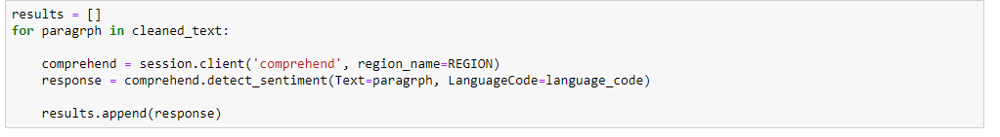 results = []
for paragrph in cleaned_text:
comprehend = session.client('comprehend', region_name=REGION)
response = comprehend.detect_sentiment(Text=paragrph, LanguageCode=language_code)
results.append(response)